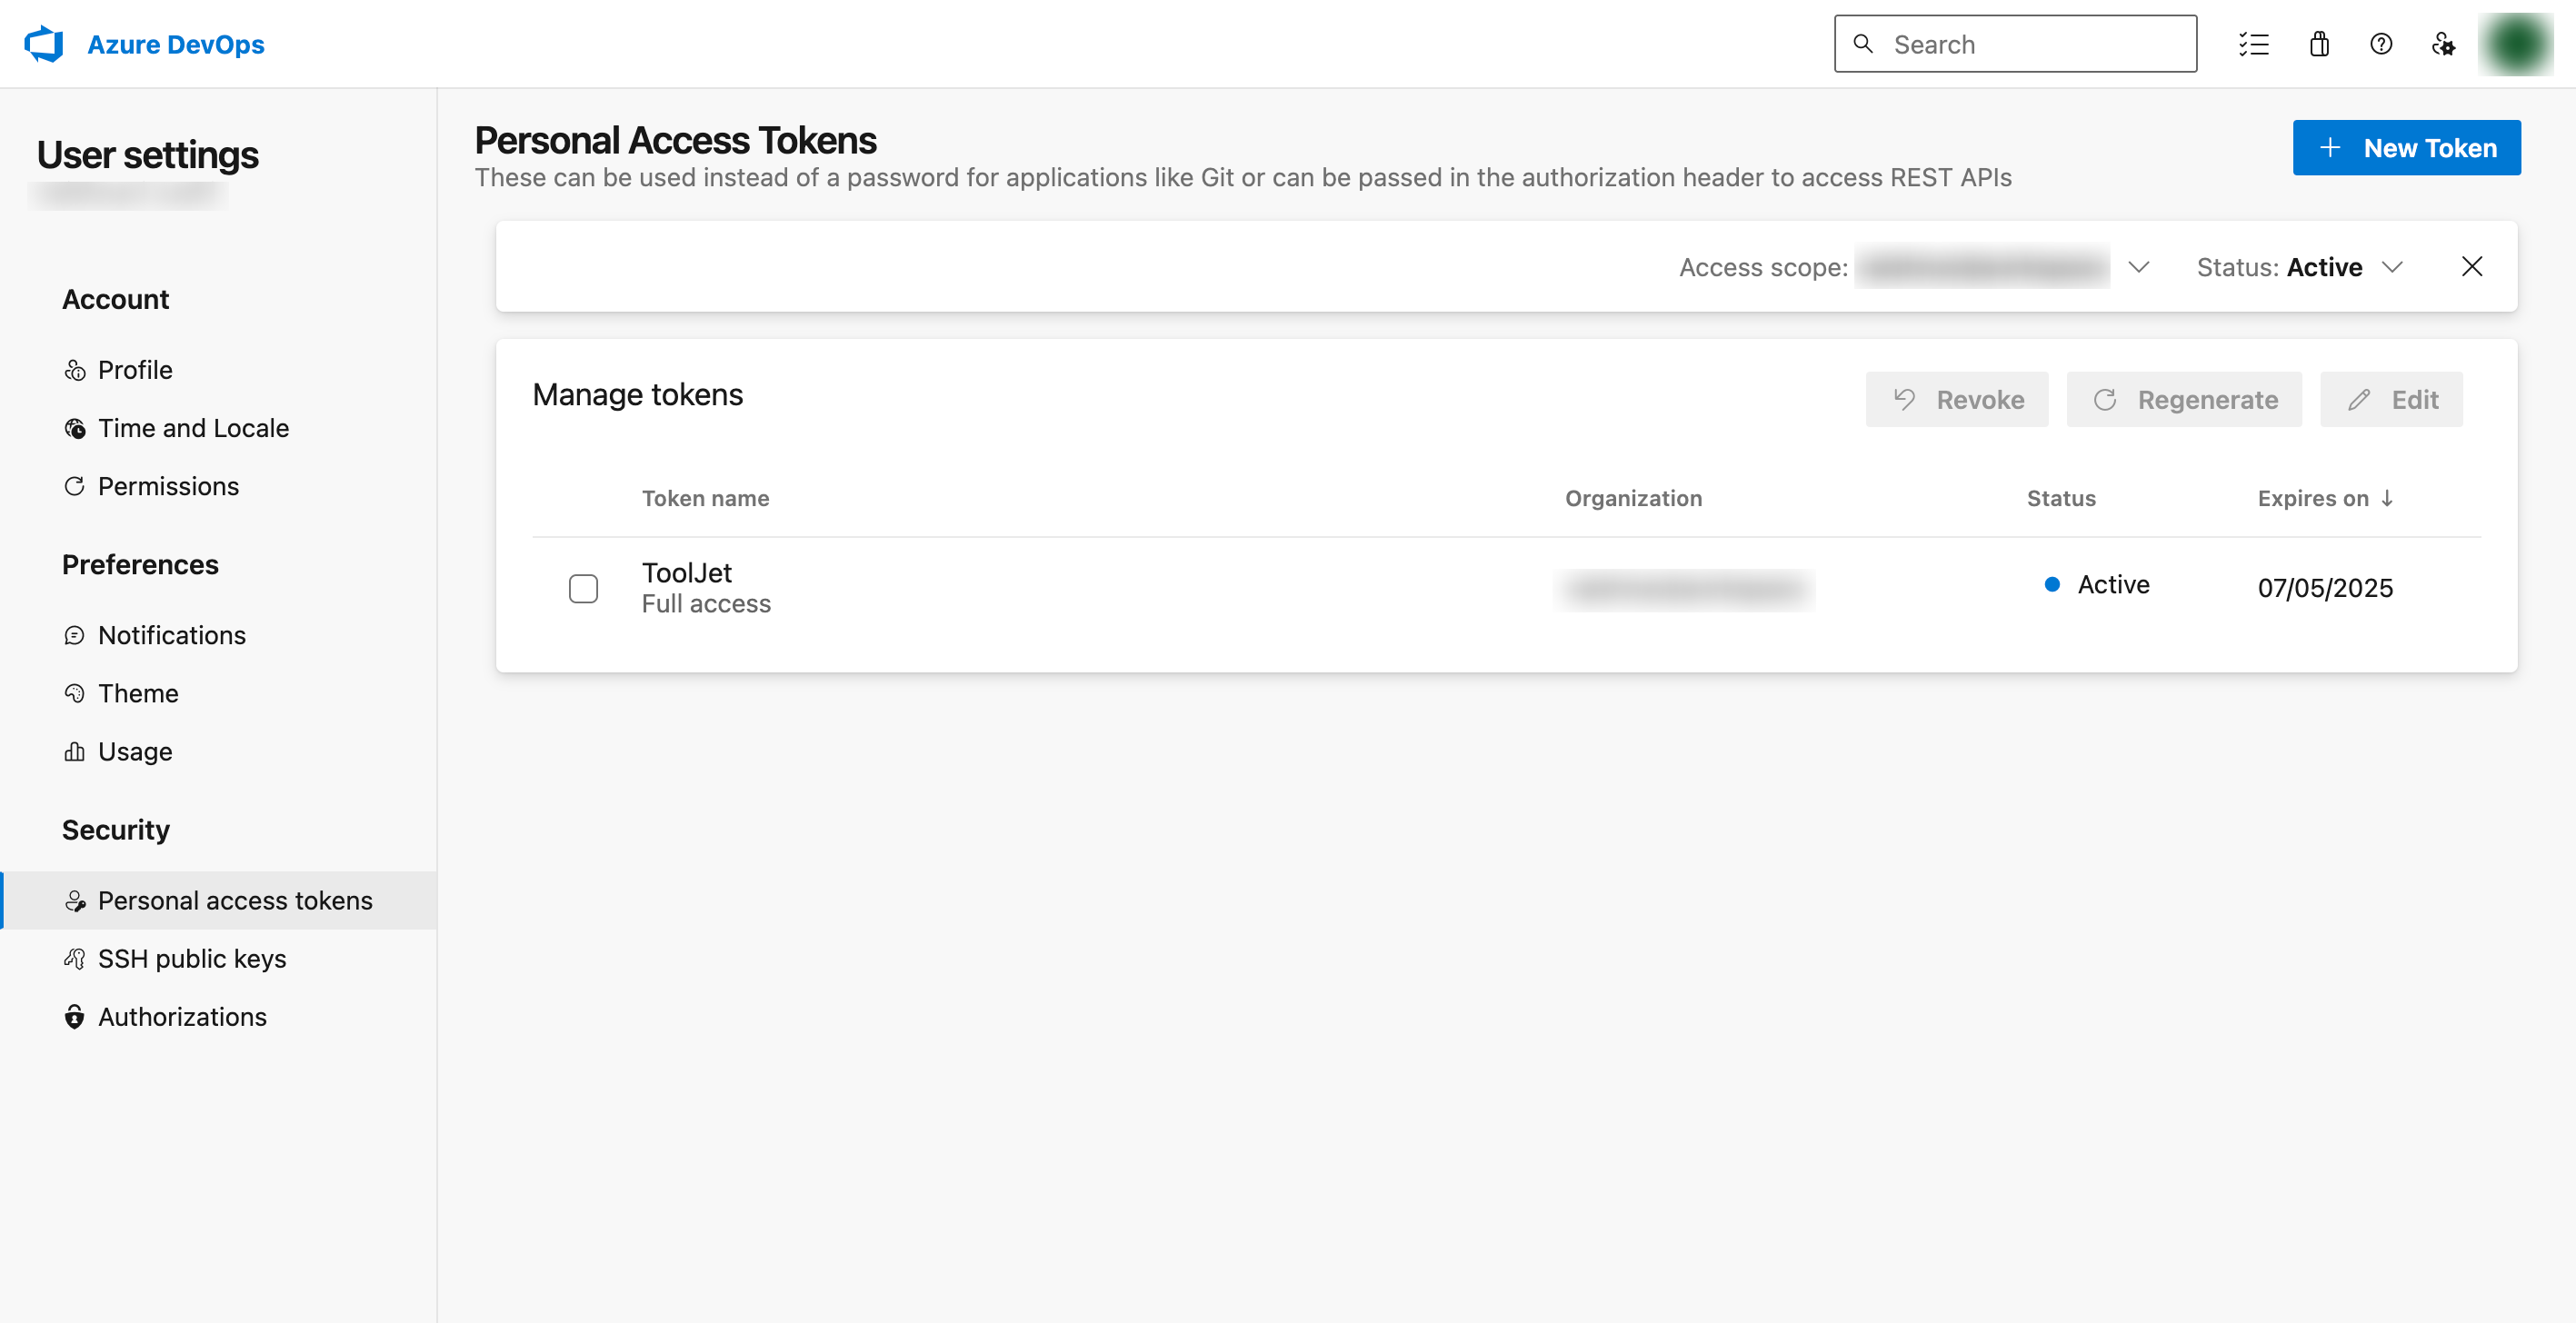 Azure DevOps
Search
User settings
Account
Profile
Time and Locale
Permissions
Preferences
Notifications
Theme
Usage
Security
Personal access tokens
SSH public keys
Authorizations
Personal Access Tokens
These can be used instead of a password for applications like Git or can be passed in the authorization header to access REST APIs
New Token
Access scope:
Status: Active
Manage tokens
Revoke
Regenerate
Edit
Token name
Organization
Status
Expires on
ToolJet
Full access
Active
07/05/2025